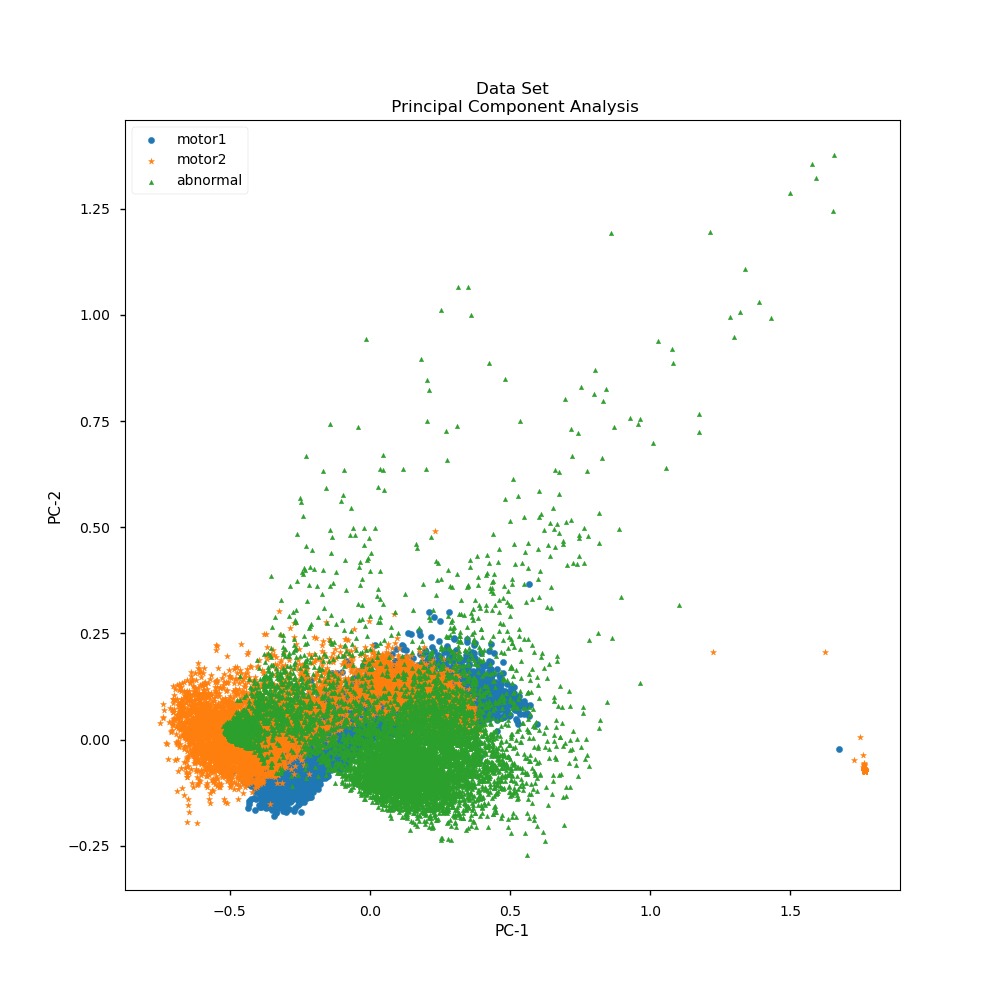 Data Set
Principal Component Analysis
motor1
motor2
abnormal
PC-2
1.25
1.00
0.75
0.50
0.25
0.00
−0.25
−0.5
0.0
0.5
1.0
1.5
PC-1